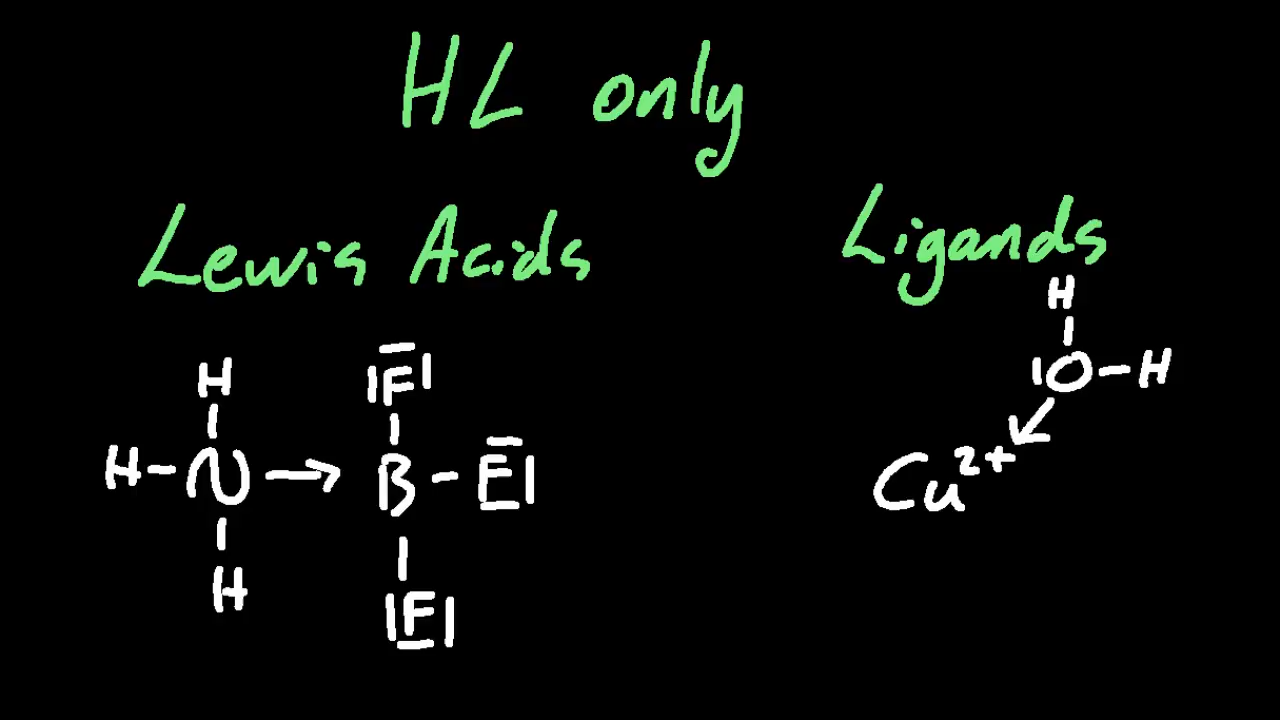 HL only
Lewis Acids
Ligands
H
H
F
O-H
H-N→B-F
Cu²⁺
H
F